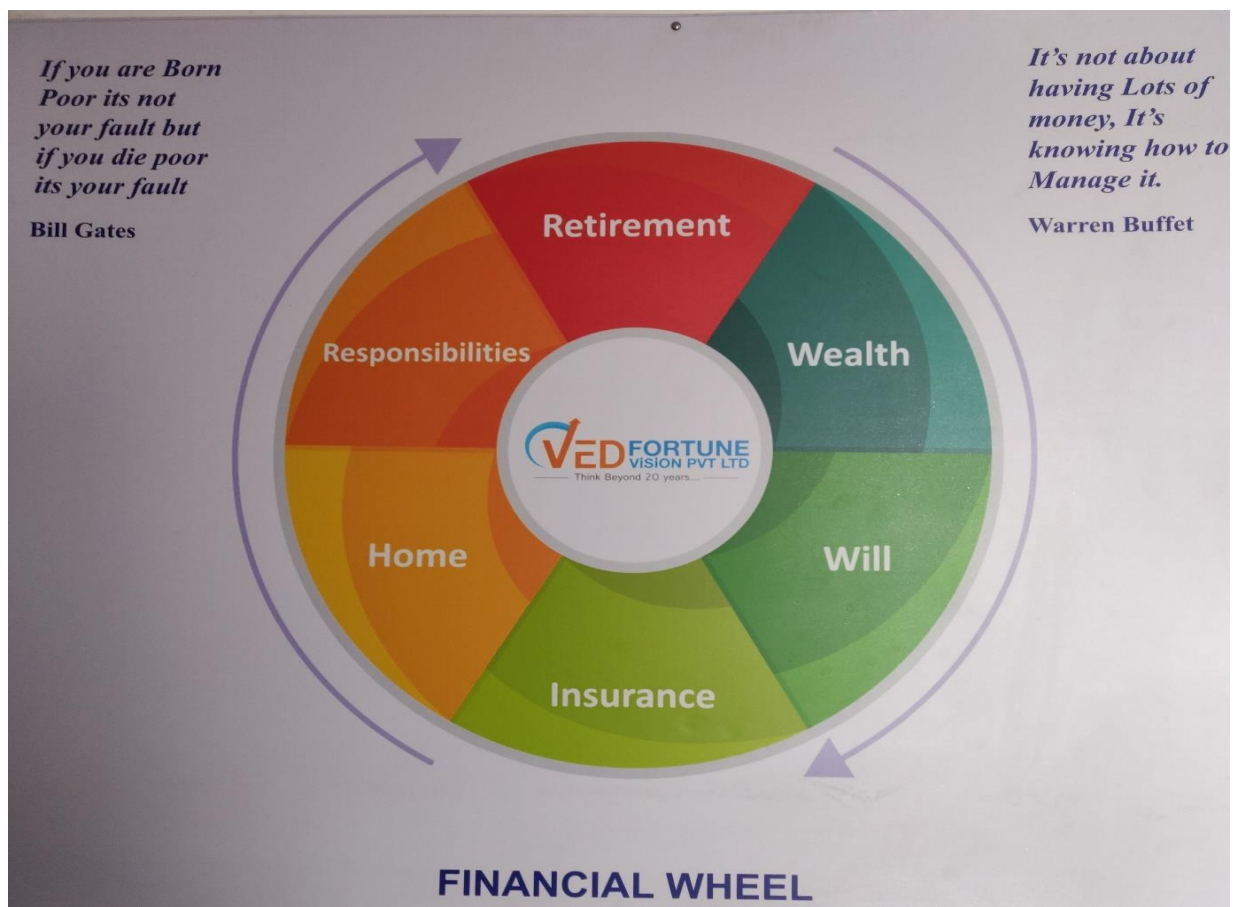 If you are Born
Poor its not
your fault but
if you die poor
its your fault
Bill Gates
It's not about
having Lots of
money, It's
knowing how to
Manage it.
Warren Buffet
Retirement
Wealth
Will
Insurance
Home
Responsibilities
VED FORTUNE
ViSiON PVT LTD
Think Beyond 20 years...
FINANCIAL WHEEL